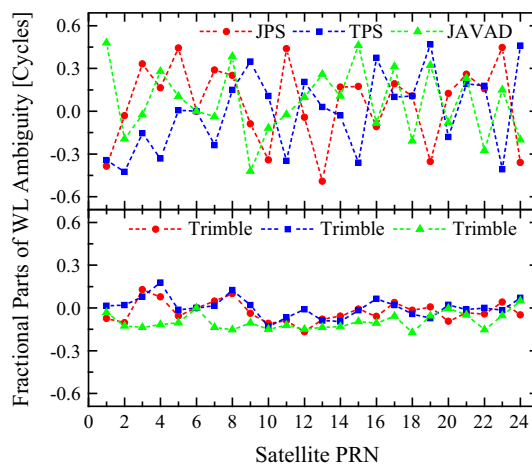 Fractional Parts of WL Ambiguity [Cycles]
JPS TPS JAVAD
0.6
0.3
0.0
-0.3
-0.6
Trimble Trimble Trimble
0.6
0.3
0.0
-0.3
-0.6
0 2 4 6 8 10 12 14 16 18 20 22 24
Satellite PRN